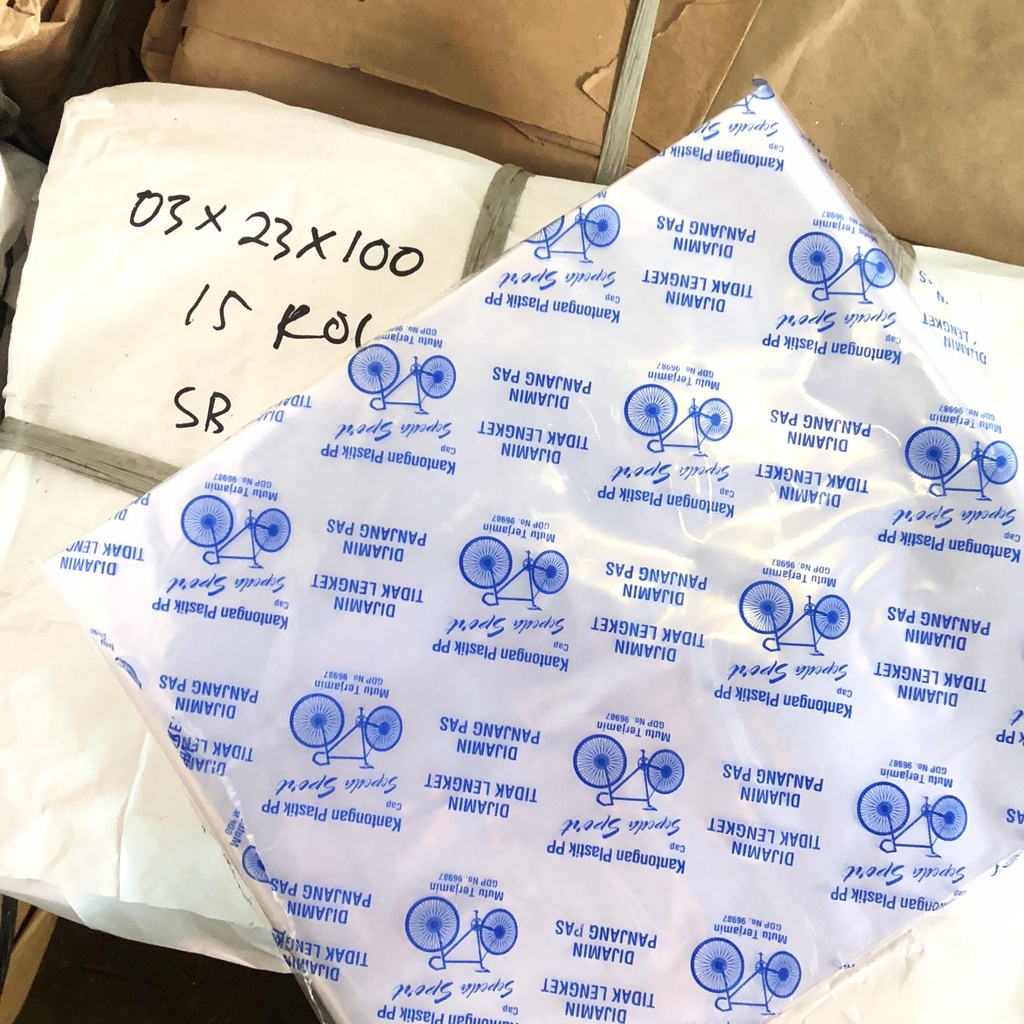 03 X 23 X 100
15 ROL
SB
Kantongan Plastik PP
Cap
Sepeda Sport
Mutu Terjamin
GDP No. 96987
DIJAMIN
TIDAK LENGKET
DIJAMIN
PANJANG PAS